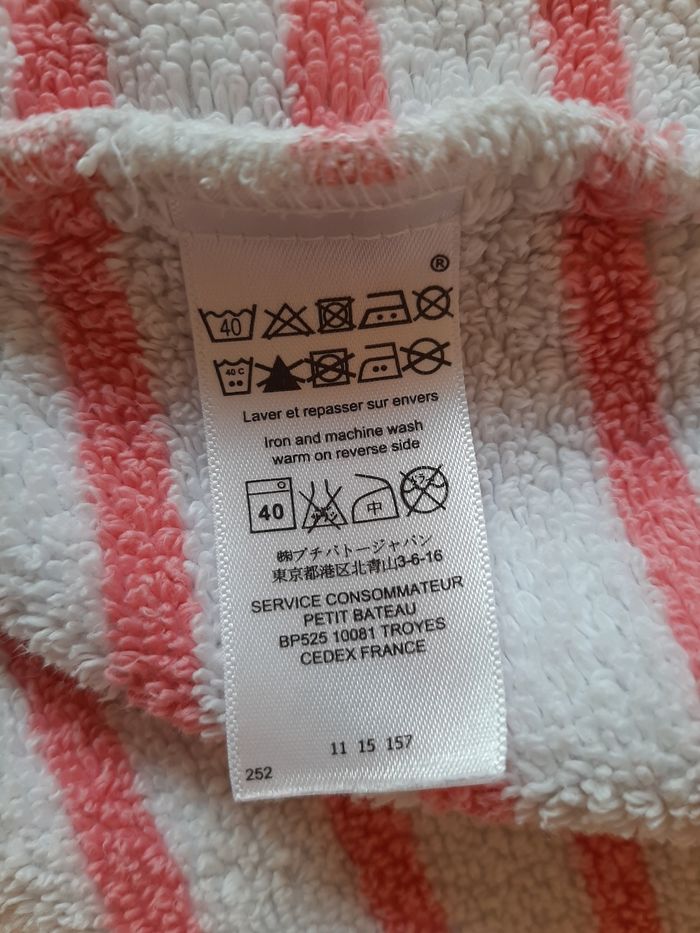 ®
40
40 C
Laver et repasser sur envers
Iron and machine wash
warm on reverse side
40 中
㈱プチバトージャパン
東京都港区北青山3-6-16
SERVICE CONSOMMATEUR
PETIT BATEAU
BP525 10081 TROYES
CEDEX FRANCE
11 15 157
252